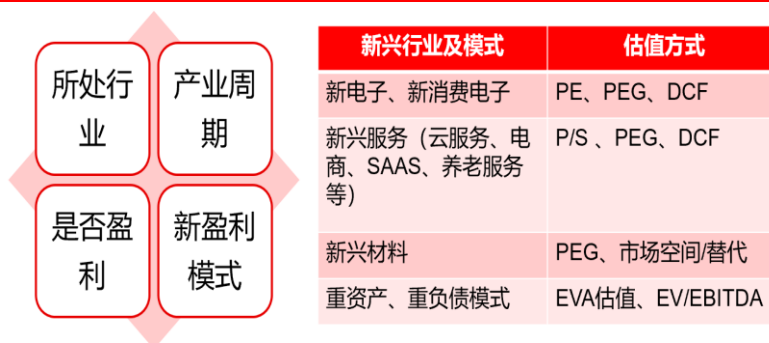 所处行
业
产业周
期
是否盈
利
新盈利
模式
新兴行业及模式 估值方式
新电子、新消费电子 PE、PEG、DCF
新兴服务（云服务、电 P/S 、PEG、DCF
商、SAAS、养老服务
等）
新兴材料 PEG、市场空间/替代
重资产、重负债模式 EVA估值、EV/EBITDA